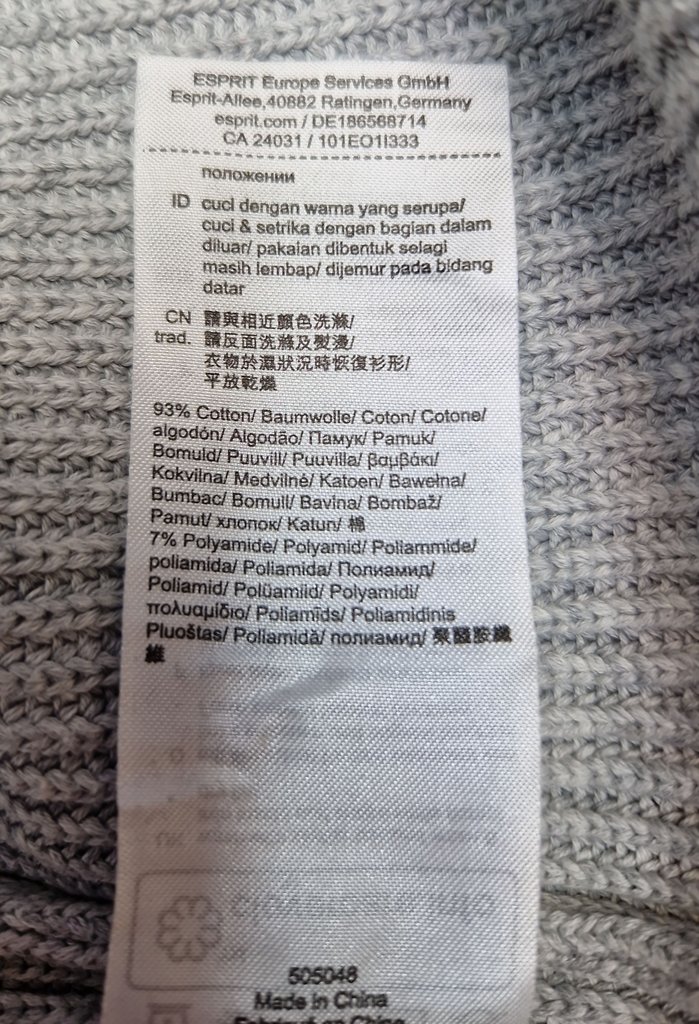 ESPRIT Europe Services GmbH
Esprit-Allee,40882 Ratingen,Germany
esprit.com / DE186568714
CA 24031 / 101EO1I333
положении
ID cuci dengan warna yang serupa/
cuci & setrika dengan bagian dalam
diluar/ pakaian dibentuk selagi
masih lembap/ dijemur pada bidang
datar
CN 請與相近顏色洗滌/
trad. 請反面洗滌及熨燙/
衣物於濕狀況時恢復衫形/
平放乾燥
93% Cotton/ Baumwolle/ Coton/ Cotone/
algodón/ Algodão/ Памук/ Pamuk/
Bomuld/ Puuvill/ Puuvilla/ βαμβάκι/
Kokvilna/ Medvilnė/ Katoen/ Bawełna/
Bumbac/ Bomull/ Bavlna/ Bombaž/
Pamut/ хлопок/ Katun/ 棉
7% Polyamide/ Polyamid/ Poliammide/
poliamida/ Poliamida/ Полиамид/
Poliamid/ Polüamiid/ Polyamidi/
πολυαμίδιο/ Poliamīds/ Poliamidinis
Pluoštas/ Poliamidă/ полиамид/ 聚醯胺纖
維
505048
Made in China
Fabriqué en Chine